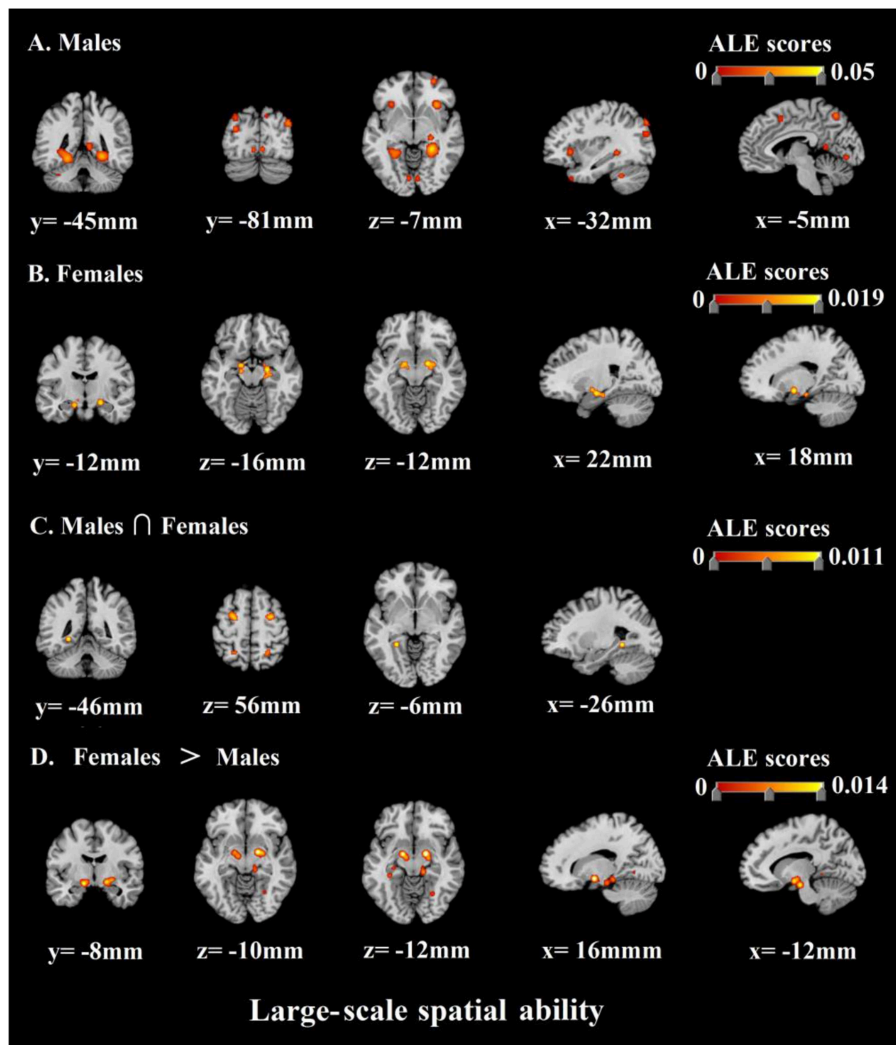 A. Males
ALE scores
0 0.05
y= -45mm y= -81mm z= -7mm x= -32mm x= -5mm
B. Females
ALE scores
0 0.019
y= -12mm z= -16mm z= -12mm x= 22mm x= 18mm
C. Males ∩ Females
ALE scores
0 0.011
y= -46mm z= 56mm z= -6mm x= -26mm
D. Females > Males
ALE scores
0 0.014
y= -8mm z= -10mm z= -12mm x= 16mmm x= -12mm
Large-scale spatial ability